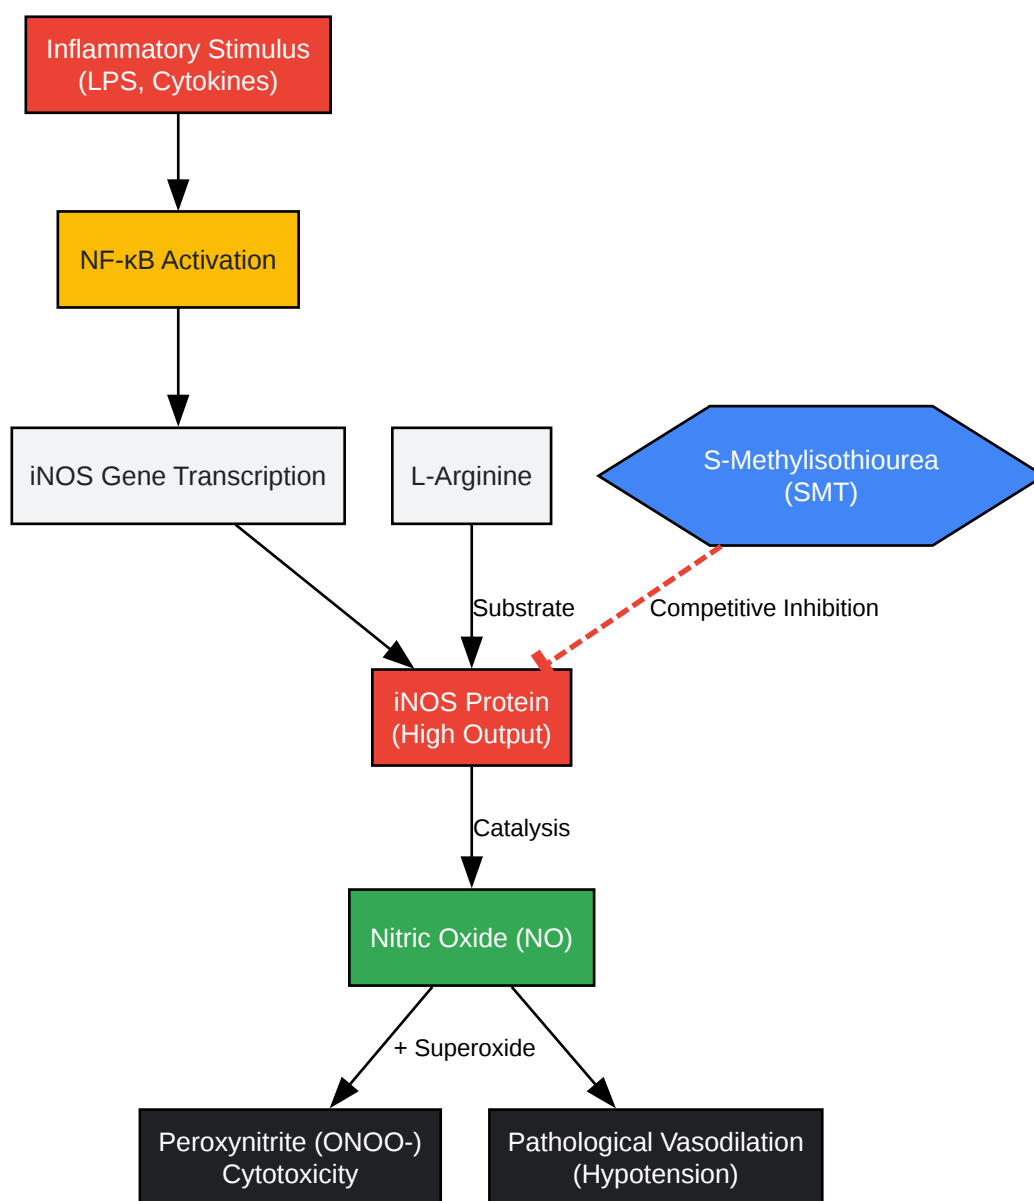 Inflammatory Stimulus
(LPS, Cytokines)
NF-κB Activation
iNOS Gene Transcription
L-Arginine
S-Methylisothiourea
(SMT)
Substrate
Competitive Inhibition
iNOS Protein
(High Output)
Catalysis
Nitric Oxide (NO)
+ Superoxide
Peroxynitrite (ONOO-)
Cytotoxicity
Pathological Vasodilation
(Hypotension)